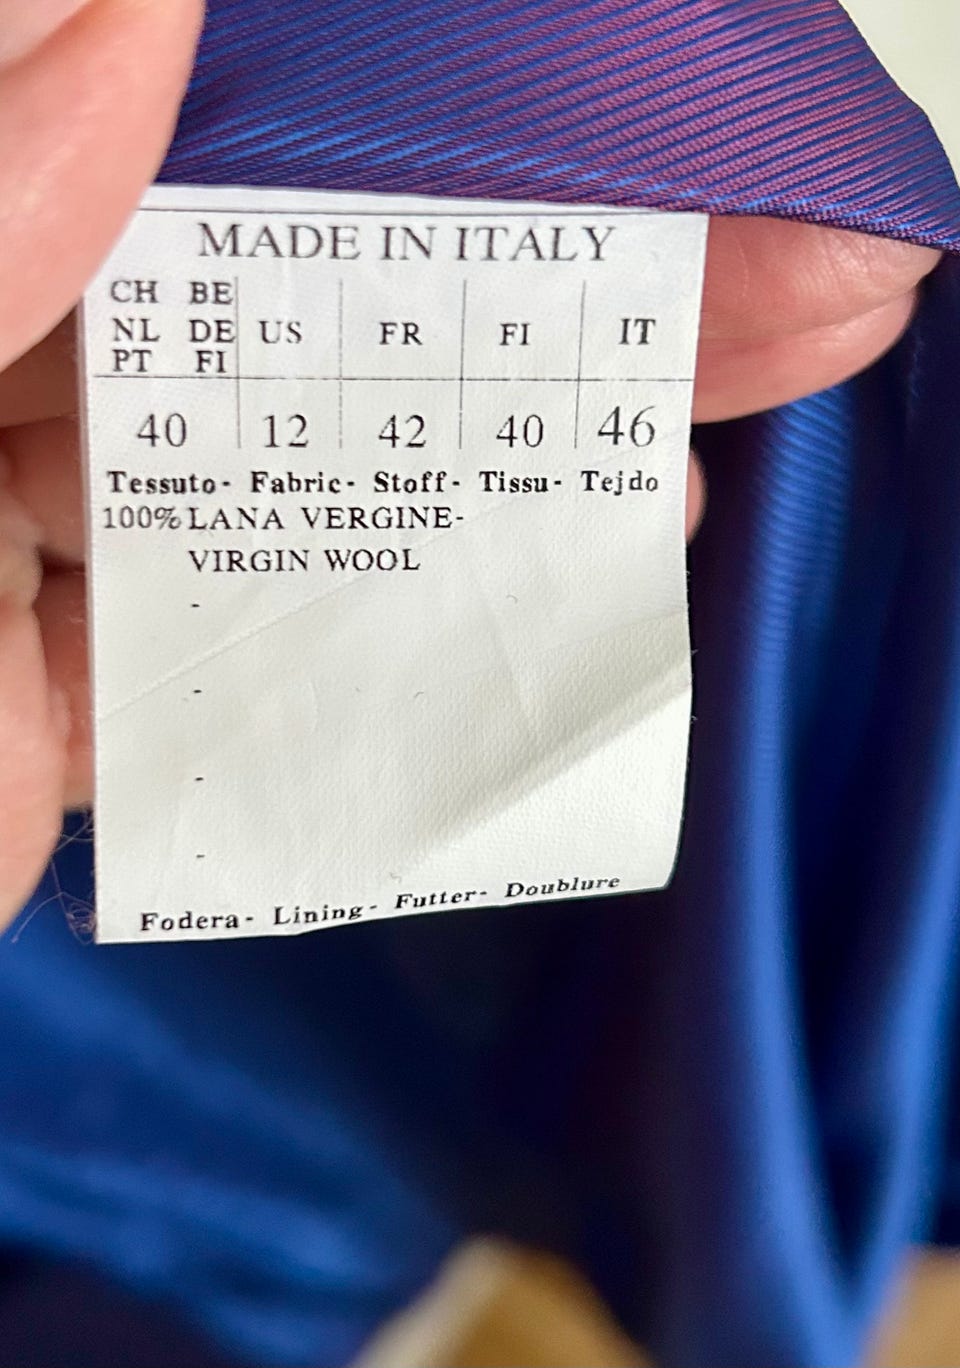 MADE IN ITALY
CH BE
NL DE US FR FI IT
PT FI
40 12 42 40 46
Tessuto- Fabric- Stoff- Tissu- Tejdo
100% LANA VERGINE-
VIRGIN WOOL
-
-
-
-
Fodera- Lining- Futter- Doublure